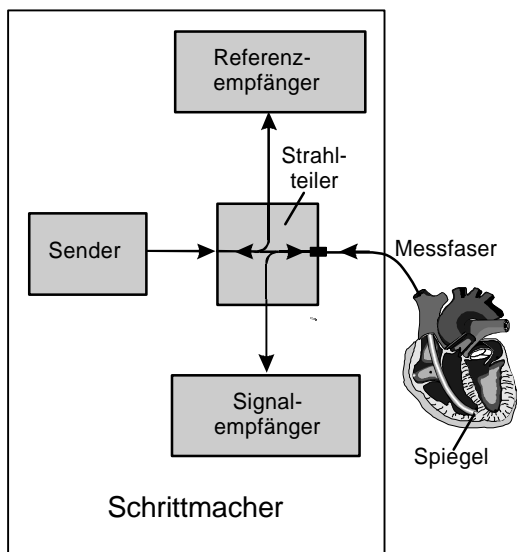 Referenz-
empfänger
Strahl-
teiler
Sender
Messfaser
Signal-
empfänger
Spiegel
Schrittmacher